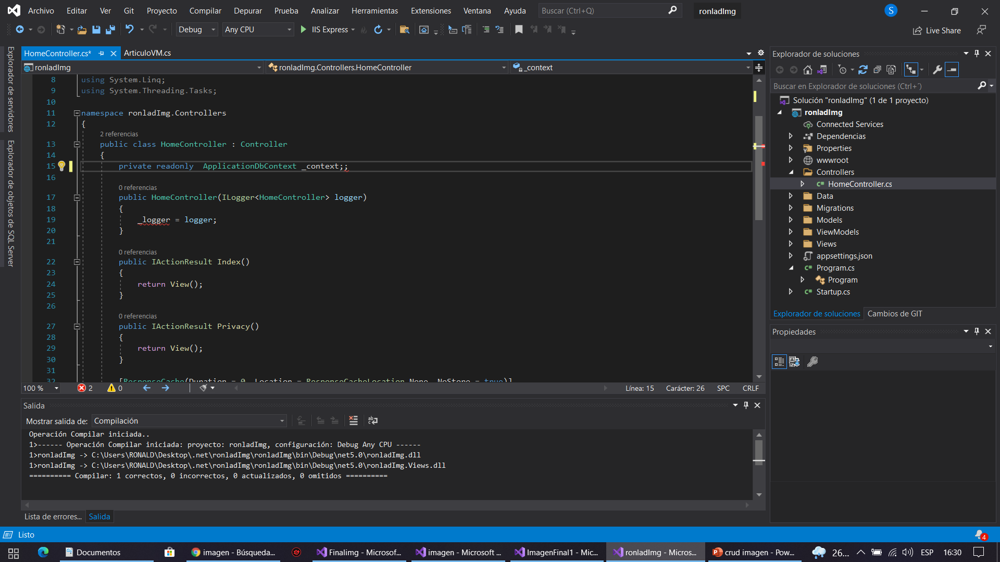 Archivo Editar Ver Git Proyecto Compilar Depurar Prueba Analizar Herramientas Extensiones Ventana Ayuda Buscar (Ctrl+Q) ronladImg S
Debug Any CPU IIS Express Live Share
Explorador de servidores
Explorador de objetos de SQL Server
HomeController.cs* ArticuloVM.cs
ronladImg ronladImg.Controllers.HomeController _context
8 using System.Linq;
9 using System.Threading.Tasks;
10
11 namespace ronladImg.Controllers
12 {
2 referencias
13 public class HomeController : Controller
14 {
15 private readonly  ApplicationDbContext _context;;
16
0 referencias
17 public HomeController(ILogger<HomeController> logger)
18 {
19 _logger = logger;
20 }
21
0 referencias
22 public IActionResult Index()
23 {
24 return View();
25 }
26
0 referencias
27 public IActionResult Privacy()
28 {
29 return View();
30 }
31
32 [ResponseCache(Duration = 0, Location = ResponseCacheLocation.None, NoStore = true)]
100 % 2 0 Línea: 15 Carácter: 26 SPC CRLF
Salida
Mostrar salida de: Compilación
Operación Compilar iniciada..
1>------ Operación Compilar iniciada: proyecto: ronladImg, configuración: Debug Any CPU ------
1>ronladImg -> C:\Users\RONALD\Desktop\.net\ronladImg\ronladImg\bin\Debug\net5.0\ronladImg.dll
1>ronladImg -> C:\Users\RONALD\Desktop\.net\ronladImg\ronladImg\bin\Debug\net5.0\ronladImg.Views.dll
========== Compilar: 1 correctos, 0 incorrectos, 0 actualizados, 0 omitidos ==========
Lista de errores... Salida
Explorador de soluciones
Buscar en Explorador de soluciones (Ctrl+´)
Solución "ronladImg" (1 de 1 proyecto)
ronladImg
Connected Services
Dependencias
Properties
wwwroot
Controllers
C# HomeController.cs
Data
Migrations
Models
ViewModels
Views
appsettings.json
C# Program.cs
Program
C# Startup.cs
Explorador de soluciones Cambios de GIT
Propiedades
Listo 4
Documentos imagen - Búsqueda... FinaImg - Microsof... imagen - Microsoft ... ImagenFinal1 - Mic... ronladImg - Micros... crud imagen - Pow... 26... ESP 16:30